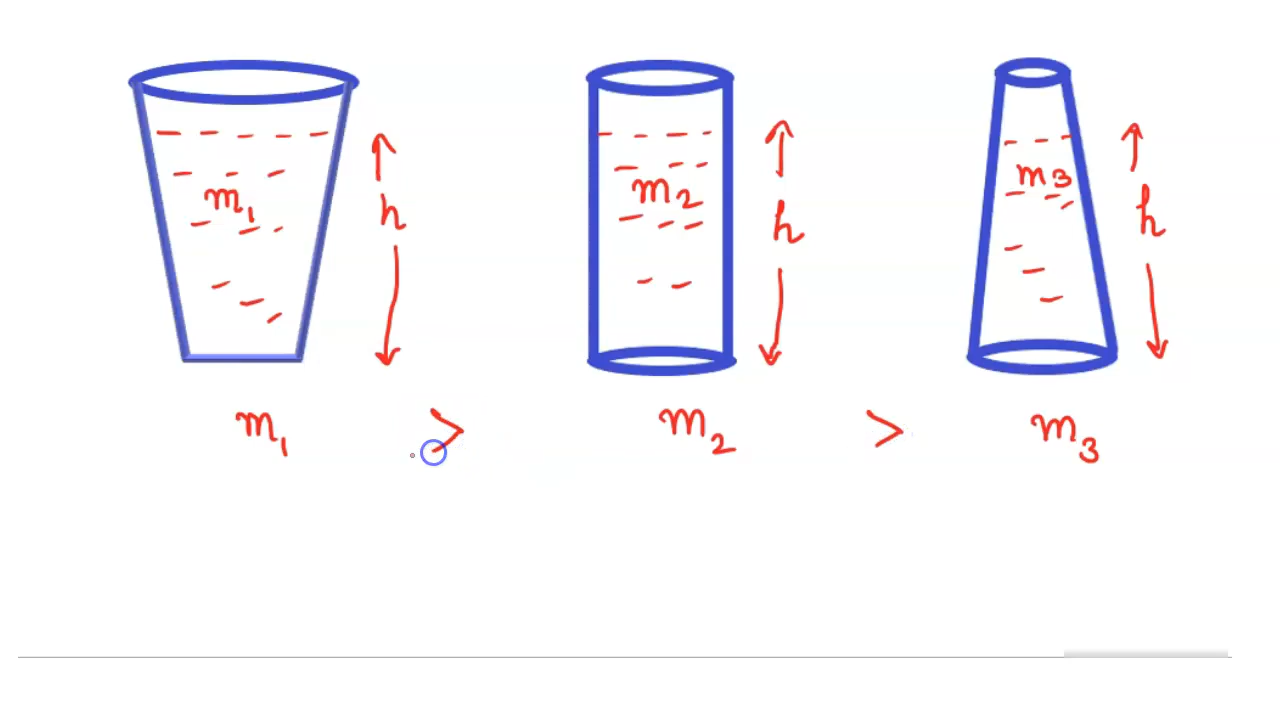 m₁ h m₂ h m₃ h
m₁ > m₂ > m₃